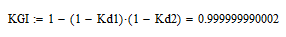 KGI := 1 − (1 − Kd1)·(1 − Kd2) = 0.999999990002